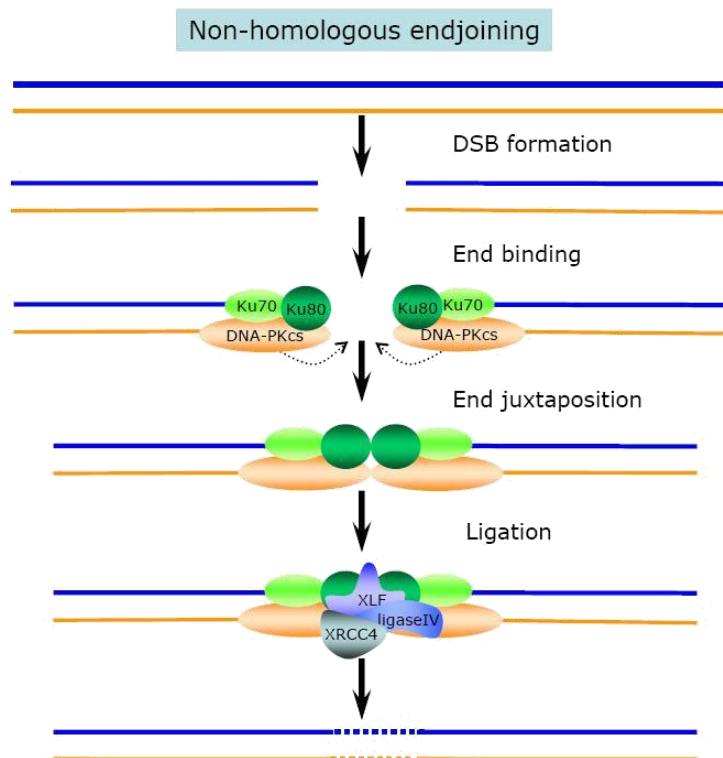 Non-homologous endjoining
DSB formation
End binding
Ku70 Ku80 Ku80 Ku70
DNA-PKcs DNA-PKcs
End juxtaposition
Ligation
XLF
ligaseIV
XRCC4